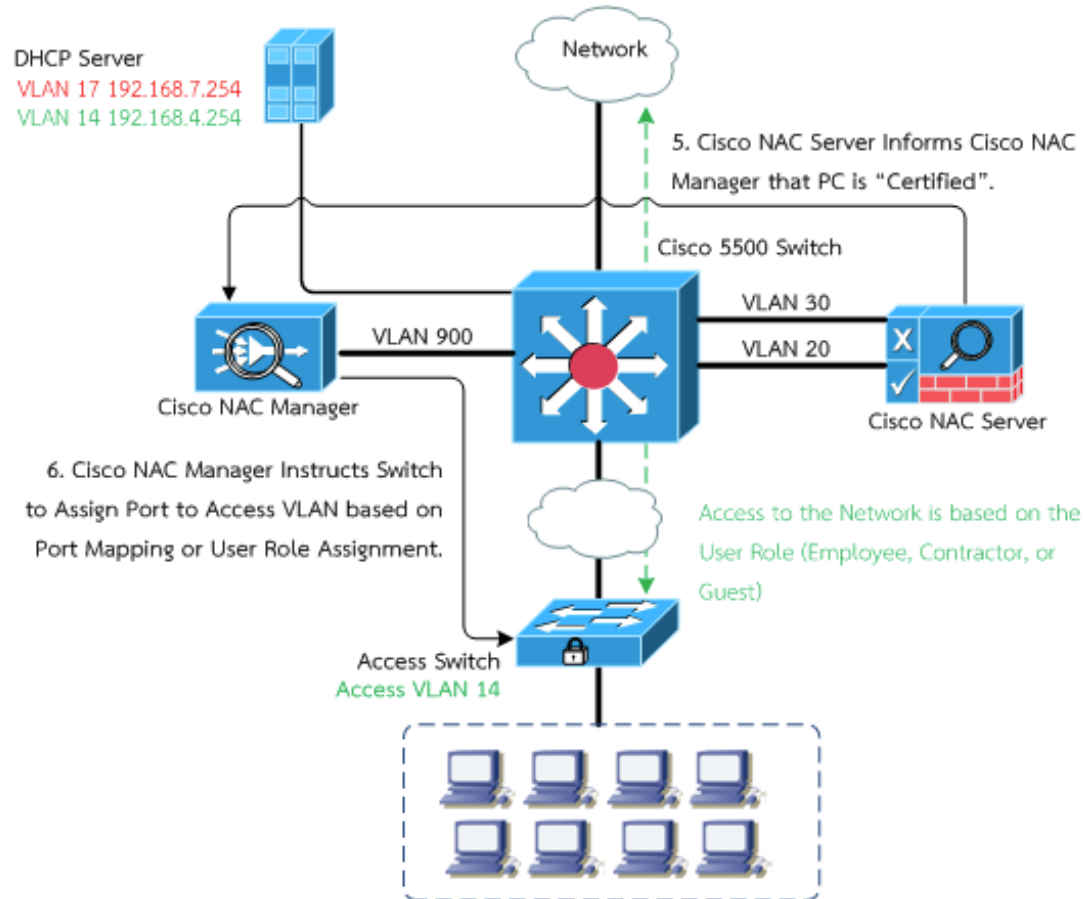 Network
DHCP Server
VLAN 17 192.168.7.254
VLAN 14 192.168.4.254
5. Cisco NAC Server Informs Cisco NAC
Manager that PC is “Certified”.
Cisco 5500 Switch
VLAN 30
VLAN 900
VLAN 20
X
Cisco NAC Manager
Cisco NAC Server
6. Cisco NAC Manager Instructs Switch
to Assign Port to Access VLAN based on
Port Mapping or User Role Assignment.
Access to the Network is based on the
User Role (Employee, Contractor, or
Guest)
Access Switch
Access VLAN 14